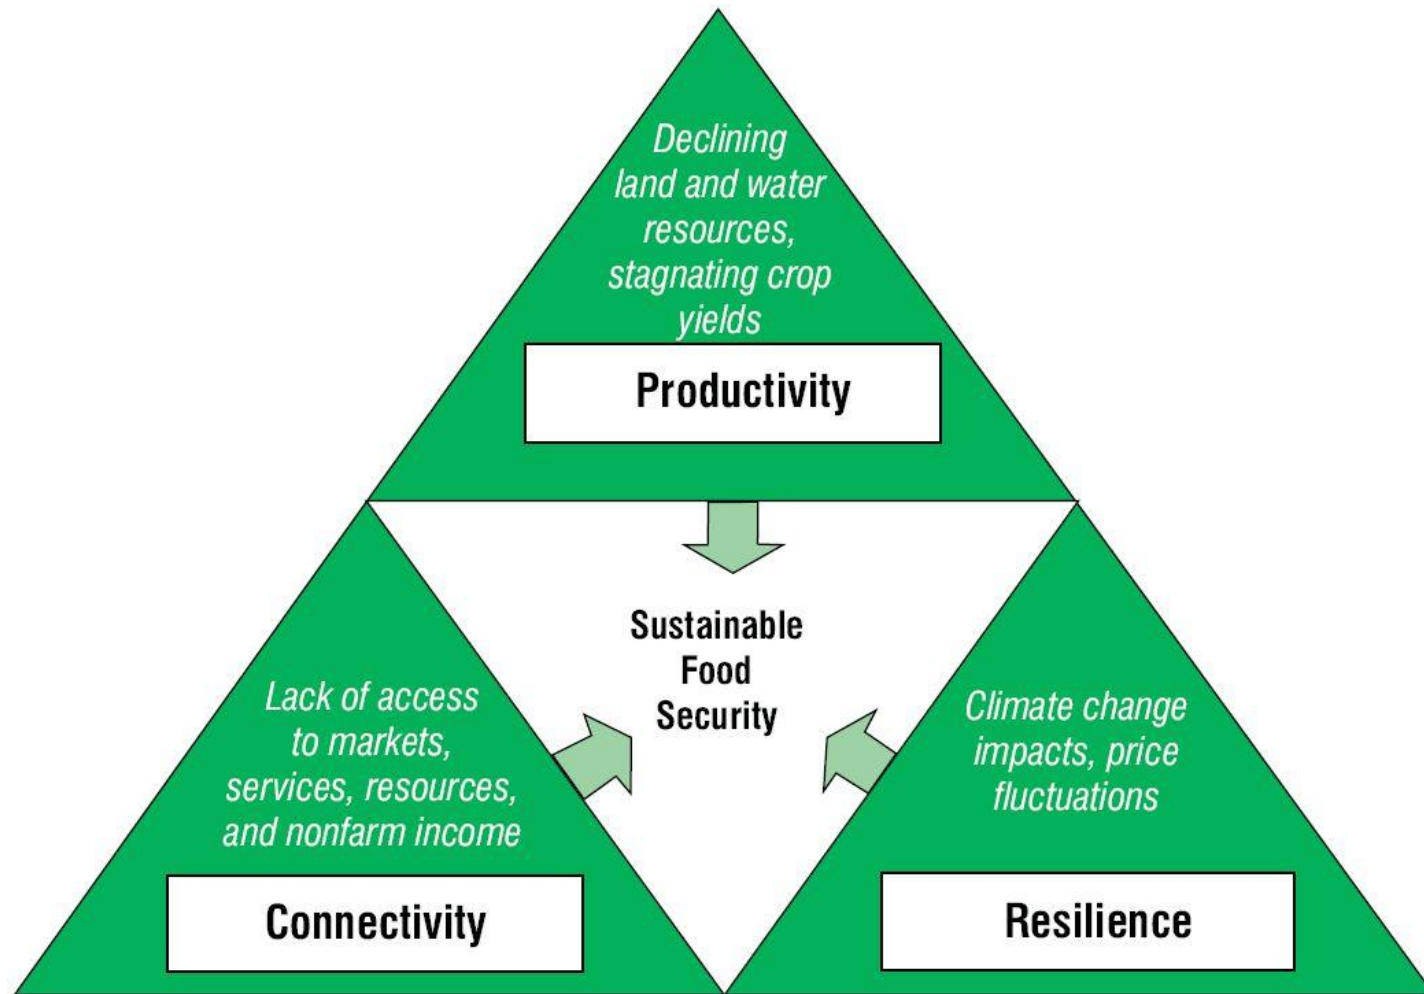 Declining
land and water
resources,
stagnating crop
yields
Productivity
Sustainable
Food
Security
Lack of access
to markets,
services, resources,
and nonfarm income
Connectivity
Climate change
impacts, price
fluctuations
Resilience